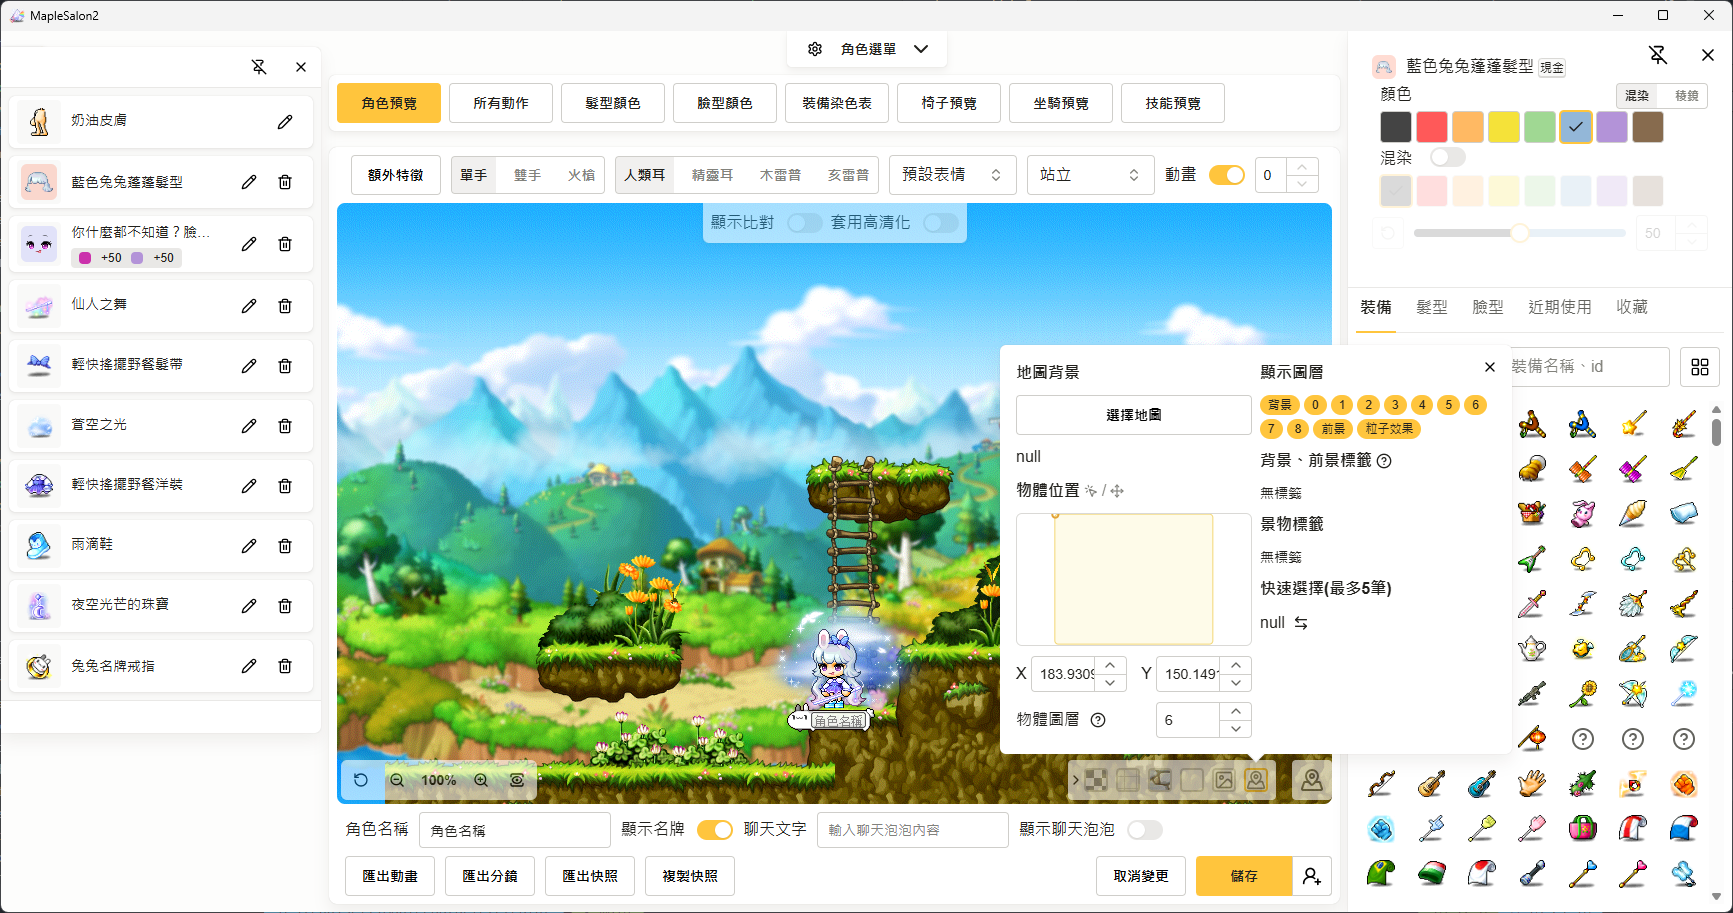 MapleSalon2
角色選單
奶油皮膚
藍色兔兔蓬蓬髮型
你什麼都不知道？臉…
+50 +50
仙人之舞
輕快搖擺野餐髮帶
蒼空之光
輕快搖擺野餐洋裝
雨滴鞋
夜空光芒的珠寶
兔兔名牌戒指
角色預覽 所有動作 髮型顏色 臉型顏色 裝備染色表 椅子預覽 坐騎預覽 技能預覽
額外特徵 單手 雙手 火槍 人類耳 精靈耳 木雷普 亥雷普 預設表情 站立 動畫 0
顯示比對 套用高清化
角色名稱
100%
地圖背景
選擇地圖
null
物體位置 /
X 183.9309 Y 150.149
物體圖層 6
顯示圖層
背景 0 1 2 3 4 5 6
7 8 前景 粒子效果
背景、前景標籤
無標籤
景物標籤
無標籤
快速選擇(最多5筆)
null
角色名稱 角色名稱 顯示名牌 聊天文字 輸入聊天泡泡內容 顯示聊天泡泡
匯出動畫 匯出分鏡 匯出快照 複製快照 取消變更 儲存
藍色兔兔蓬蓬髮型 現金
顏色 混染 稜鏡
混染
50
裝備 髮型 臉型 近期使用 收藏
裝備名稱、id